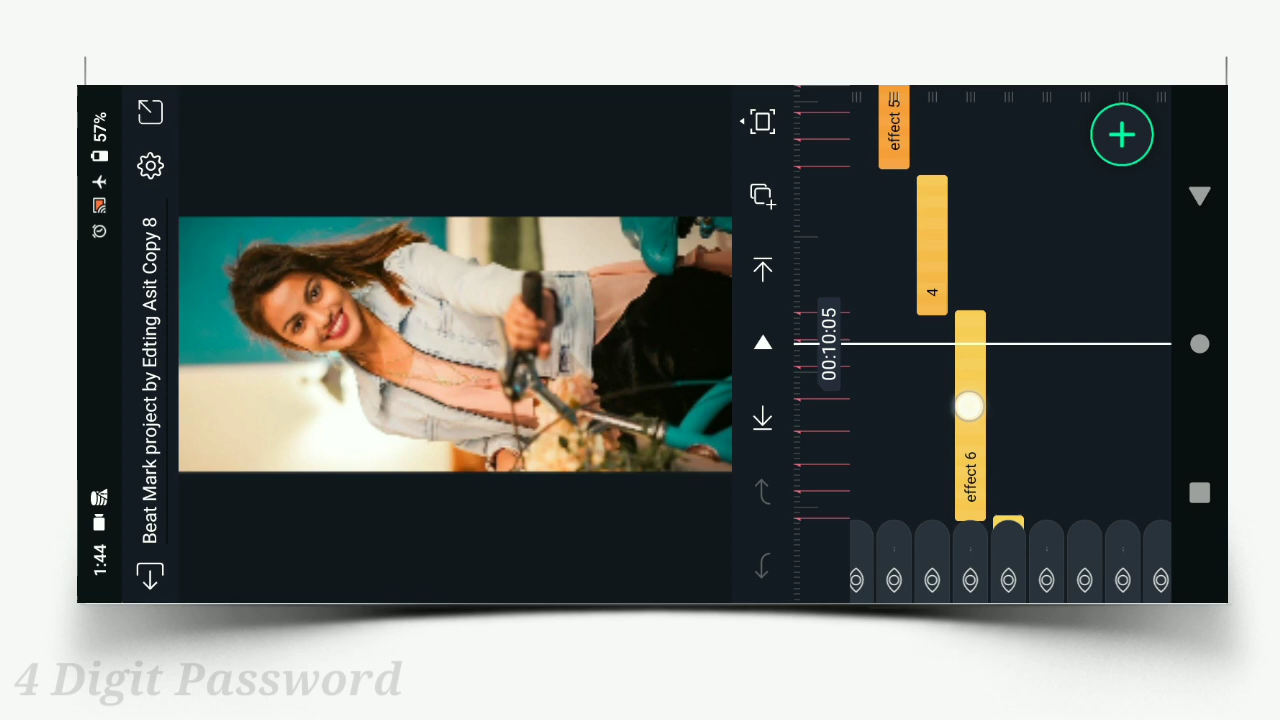 1:44
57%
Beat Mark project by Edting Asit Copy 8
00:10:05
effect 5
4
effect 6
4 Digit Password